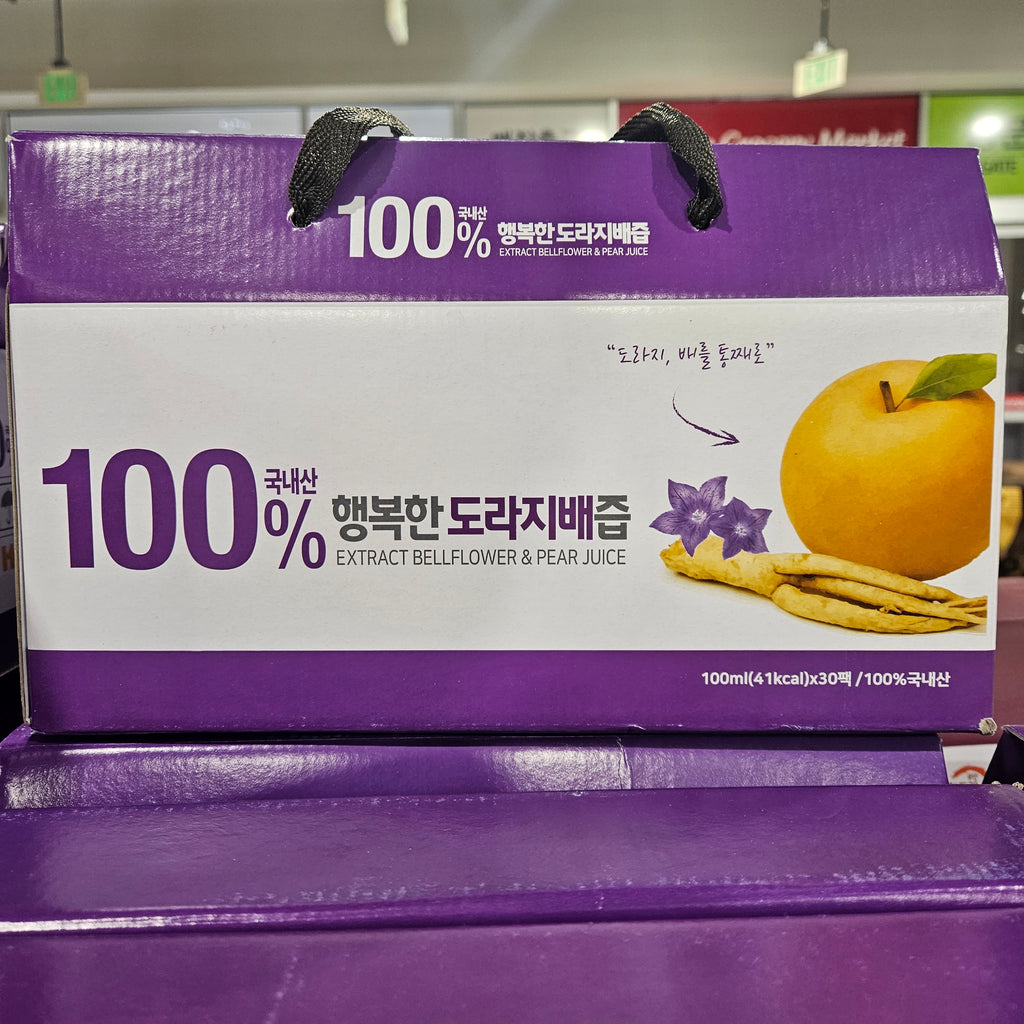 EXIT
Grocery Market
100%
국내산
행복한 도라지배즙
EXTRACT BELLFLOWER & PEAR JUICE
"도라지, 배를 통째로"
100%
국내산
행복한 도라지배즙
EXTRACT BELLFLOWER & PEAR JUICE
100ml(41kcal)x30팩 /100%국내산